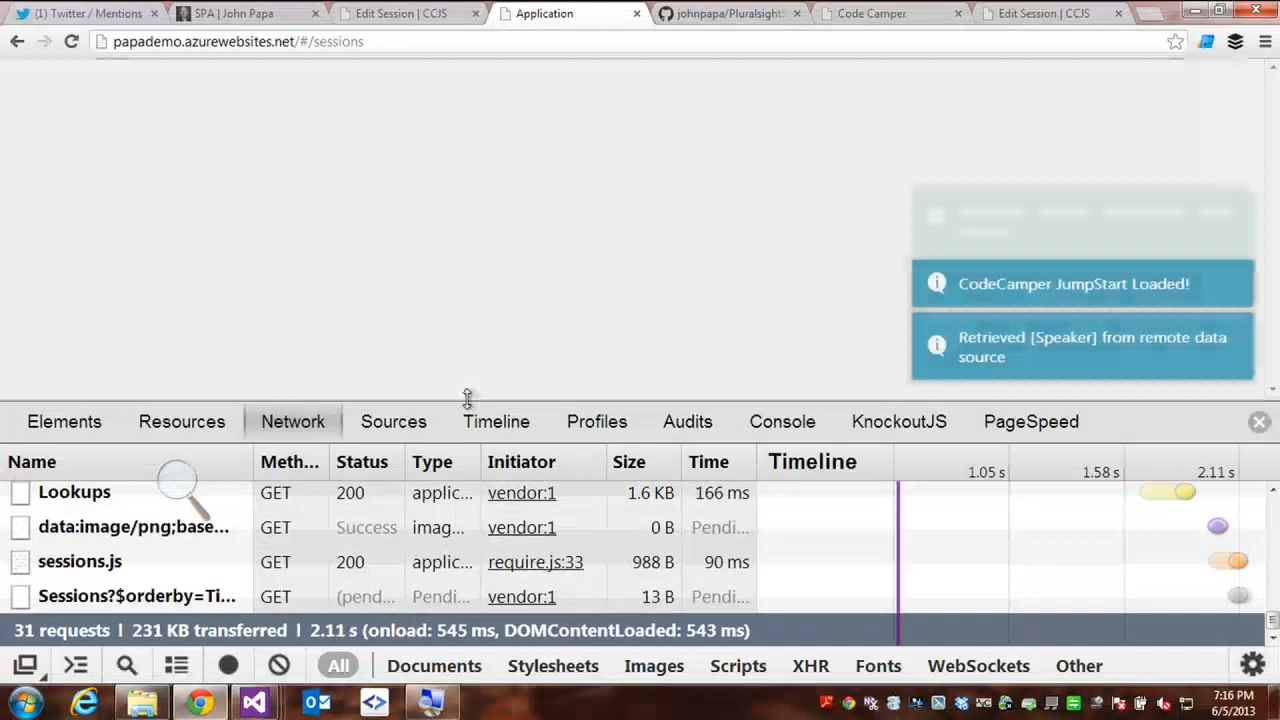 (1) Twitter / Mentions
SPA | John Papa
Edit Session | CCJS
Application
johnpapa/Pluralsight
Code Camper
Edit Session | CCJS
papademo.azurewebsites.net/#/sessions
CodeCamper JumpStart Loaded!
Retrieved [Speaker] from remote data
source
Elements Resources Network Sources Timeline Profiles Audits Console KnockoutJS PageSpeed
Name Meth... Status Type Initiator Size Time Timeline 1.05 s 1.58 s 2.11 s
Lookups GET 200 applic... vendor:1 1.6 KB 166 ms
data:image/png;base... GET Success imag... vendor:1 0 B Pendi...
sessions.js GET 200 applic... require.js:33 988 B 90 ms
Sessions?$orderby=Ti... GET (pend... Pendi... vendor:1 13 B Pendi...
31 requests | 231 KB transferred | 2.11 s (onload: 545 ms, DOMContentLoaded: 543 ms)
All Documents Stylesheets Images Scripts XHR Fonts WebSockets Other
7:16 PM
6/5/2013